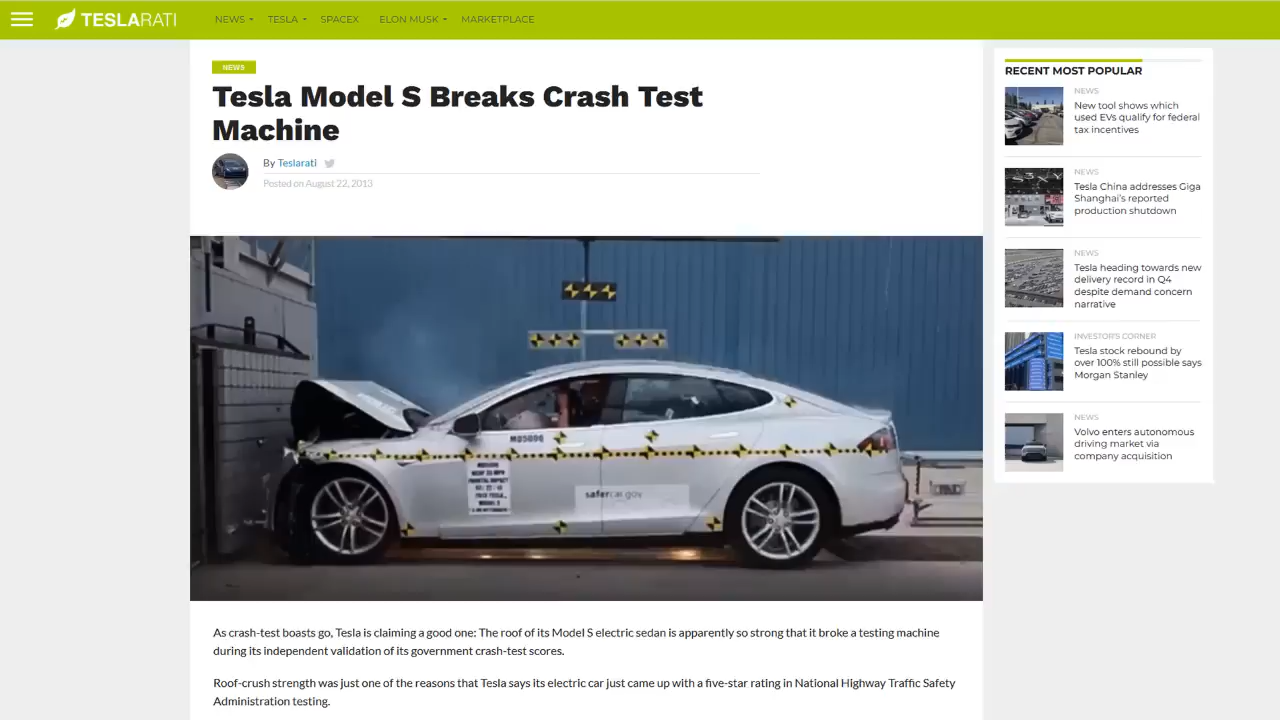 TESLARATI
NEWS TESLA SPACEX ELON MUSK MARKETPLACE
NEWS
Tesla Model S Breaks Crash Test
Machine
By Teslarati
Posted on August 22, 2013
MD5096
safercar.gov
As crash-test boasts go, Tesla is claiming a good one: The roof of its Model S electric sedan is apparently so strong that it broke a testing machine
during its independent validation of its government crash-test scores.
Roof-crush strength was just one of the reasons that Tesla says its electric car just came up with a five-star rating in National Highway Traffic Safety
Administration testing.
RECENT MOST POPULAR
NEWS
New tool shows which
used EVs qualify for federal
tax incentives
NEWS
Tesla China addresses Giga
Shanghai's reported
production shutdown
NEWS
Tesla heading towards new
delivery record in Q4
despite demand concern
narrative
INVESTOR'S CORNER
Tesla stock rebound by
over 100% still possible says
Morgan Stanley
NEWS
Volvo enters autonomous
driving market via
company acquisition